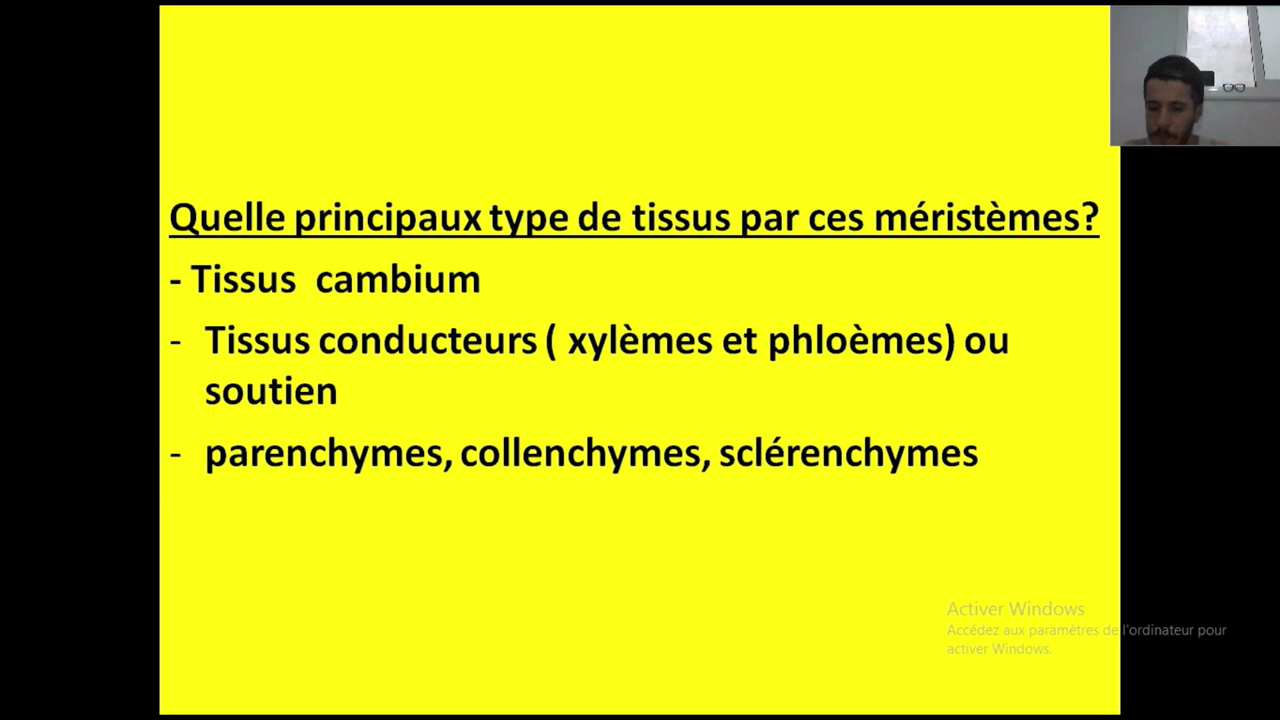 Quelle principaux type de tissus par ces méristèmes?
- Tissus cambium
- Tissus conducteurs ( xylèmes et phloèmes) ou
soutien
- parenchymes, collenchymes, sclérenchymes
Activer Windows
Accédez aux paramètres de l'ordinateur pour
activer Windows.